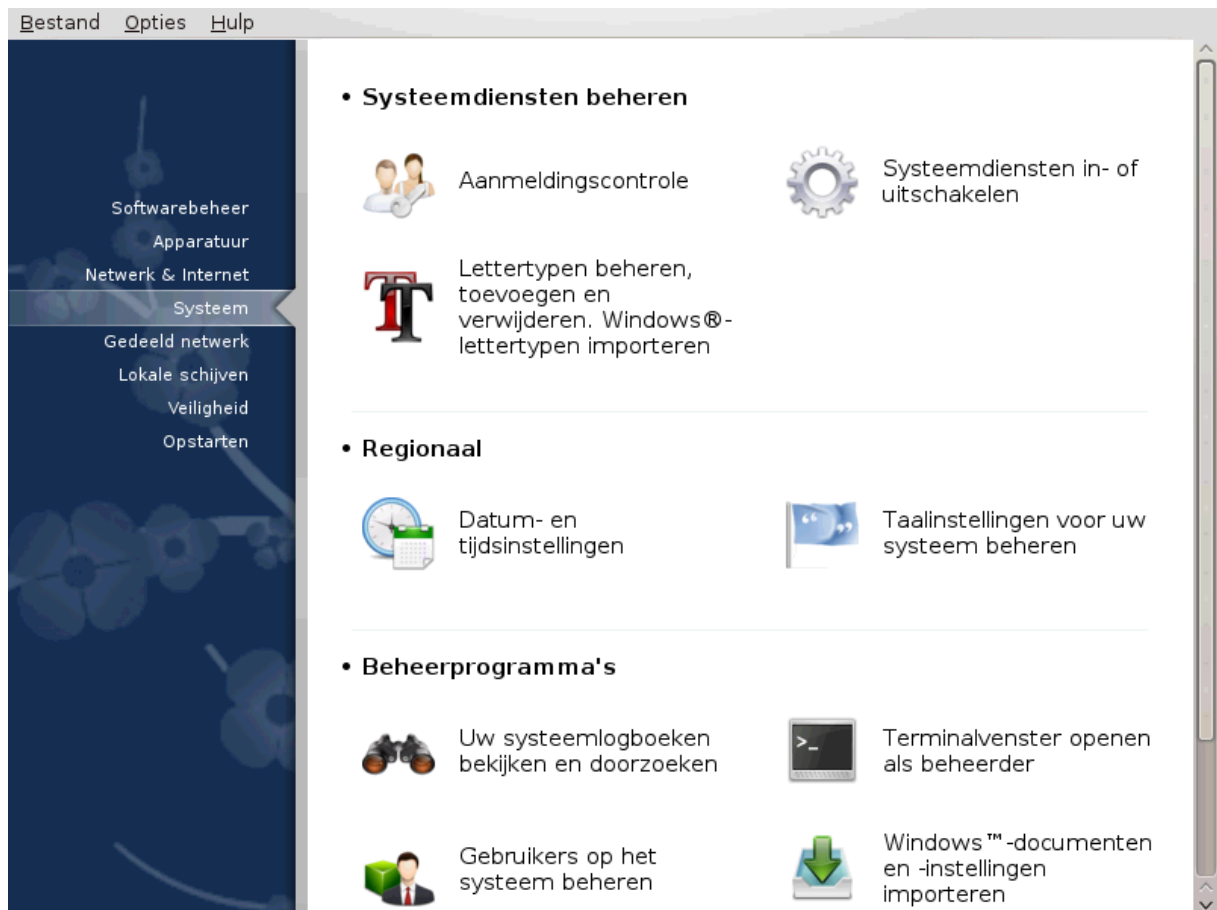 Bestand Opties Hulp
Softwarebeheer
Apparatuur
Netwerk & Internet
Systeem
Gedeeld netwerk
Lokale schijven
Veiligheid
Opstarten
• Systeemdiensten beheren
Aanmeldingscontrole
Systeemdiensten in- of
uitschakelen
Lettertypen beheren,
toevoegen en
verwijderen. Windows®-
lettertypen importeren
• Regionaal
Datum- en
tijdsinstellingen
Taalinstellingen voor uw
systeem beheren
• Beheerprogramma's
Uw systeemlogboeken
bekijken en doorzoeken
Terminalvenster openen
als beheerder
Gebruikers op het
systeem beheren
Windows™-documenten
en -instellingen
importeren